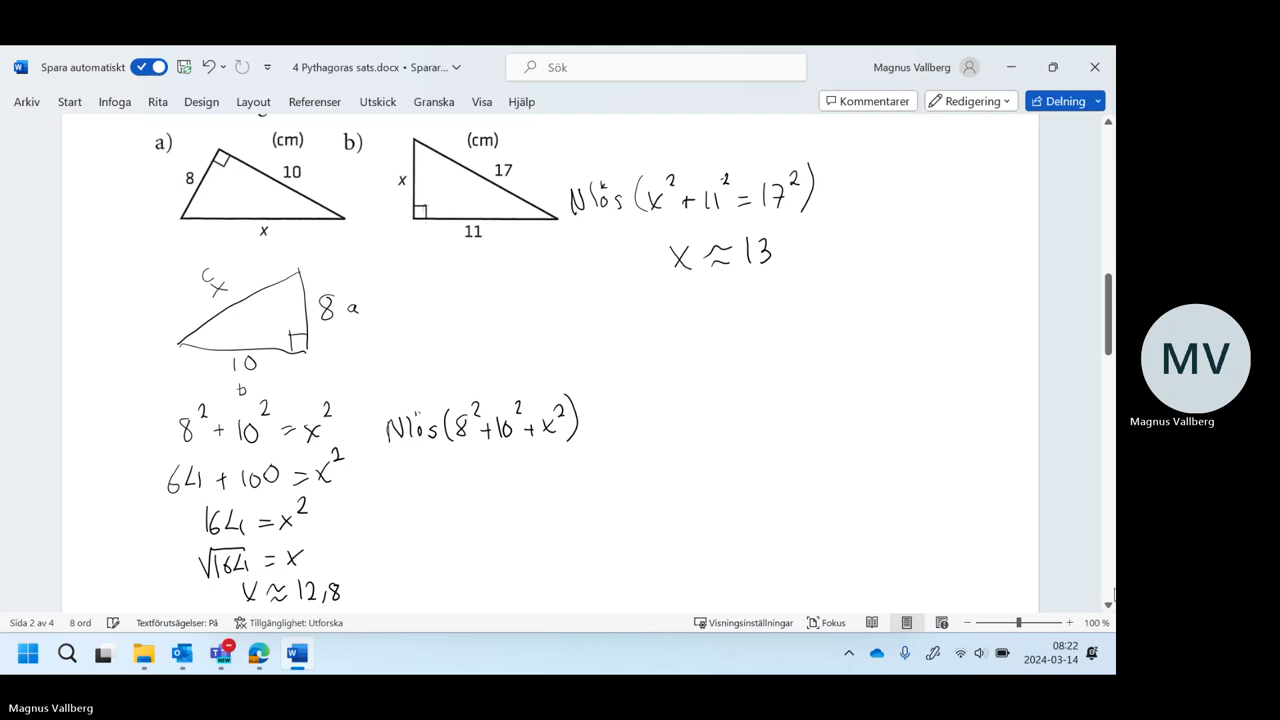 Spara automatiskt
4 Pythagoras sats.docx • Sparar...
Sök
Magnus Vallberg
Arkiv Start Infoga Rita Design Layout Referenser Utskick Granska Visa Hjälp
Kommentarer Redigering Delning
a) (cm) b) (cm)
8 10 x 17
x 11
Nlös(x²+11²=17²)
x ≈ 13
c
x
8 a
10
b
8² + 10² = x² Nlös(8²+10²+x²)
64 + 100 = x²
164 = x²
√164 = x
x ≈ 12,8
MV
Magnus Vallberg
Sida 2 av 4 8 ord Textförutsägelser: På Tillgänglighet: Utforska Visningsinställningar Fokus 100 %
NEW
08:22
2024-03-14
Magnus Vallberg